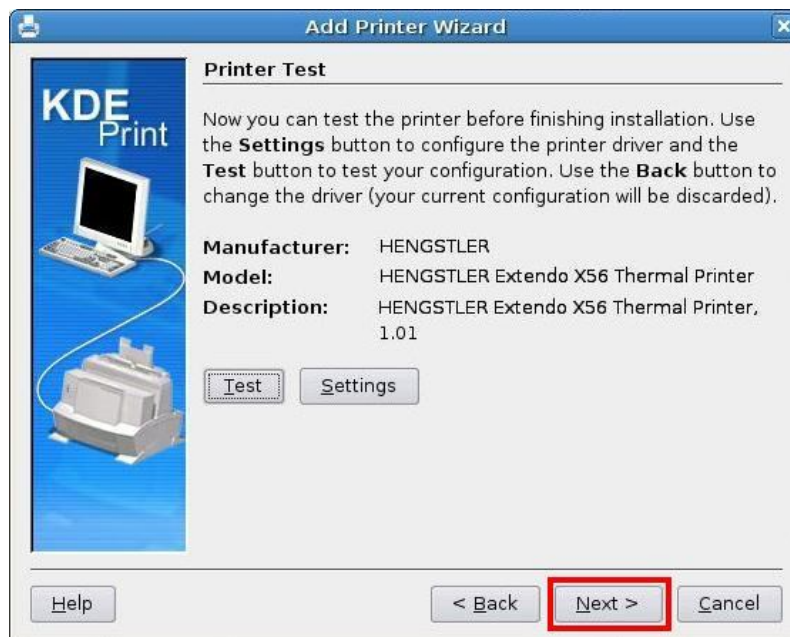 Add Printer Wizard
KDE
Print
Printer Test
Now you can test the printer before finishing installation. Use
the Settings button to configure the printer driver and the
Test button to test your configuration. Use the Back button to
change the driver (your current configuration will be discarded).
Manufacturer: HENGSTLER
Model: HENGSTLER Extendo X56 Thermal Printer
Description: HENGSTLER Extendo X56 Thermal Printer,
1.01
Test Settings
Help < Back Next > Cancel